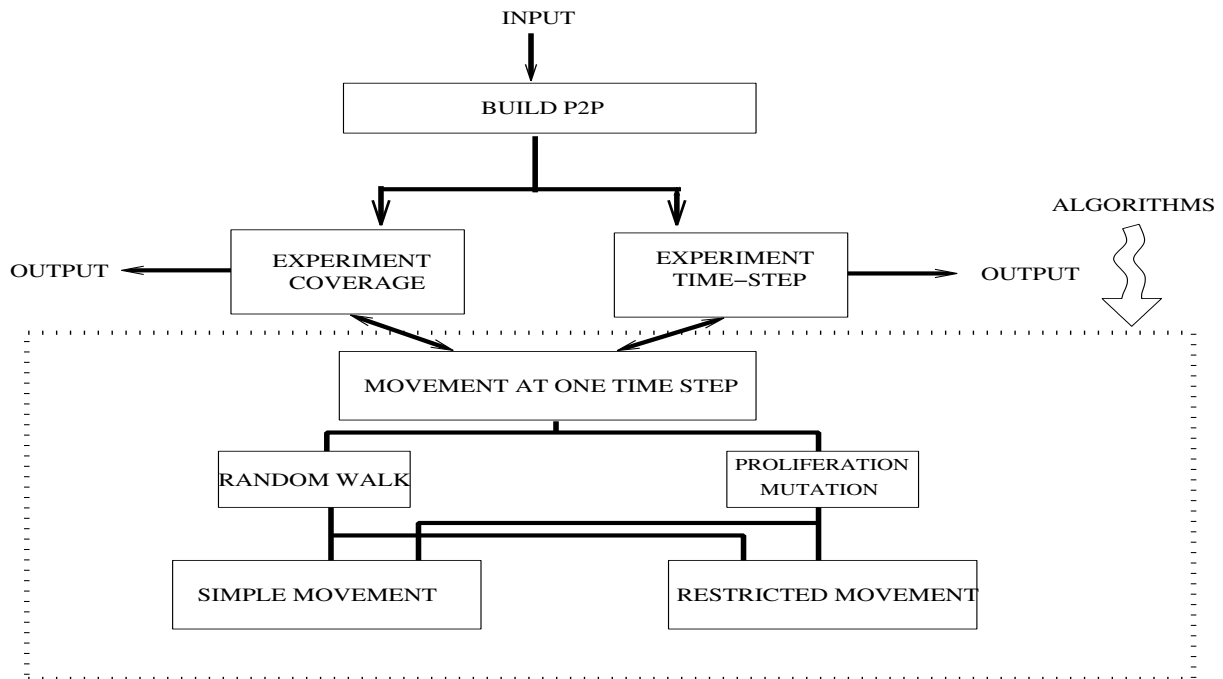 INPUT
BUILD P2P
ALGORITHMS
EXPERIMENT
COVERAGE
EXPERIMENT
TIME-STEP
OUTPUT
OUTPUT
MOVEMENT AT ONE TIME STEP
RANDOM WALK
PROLIFERATION
MUTATION
SIMPLE MOVEMENT
RESTRICTED MOVEMENT